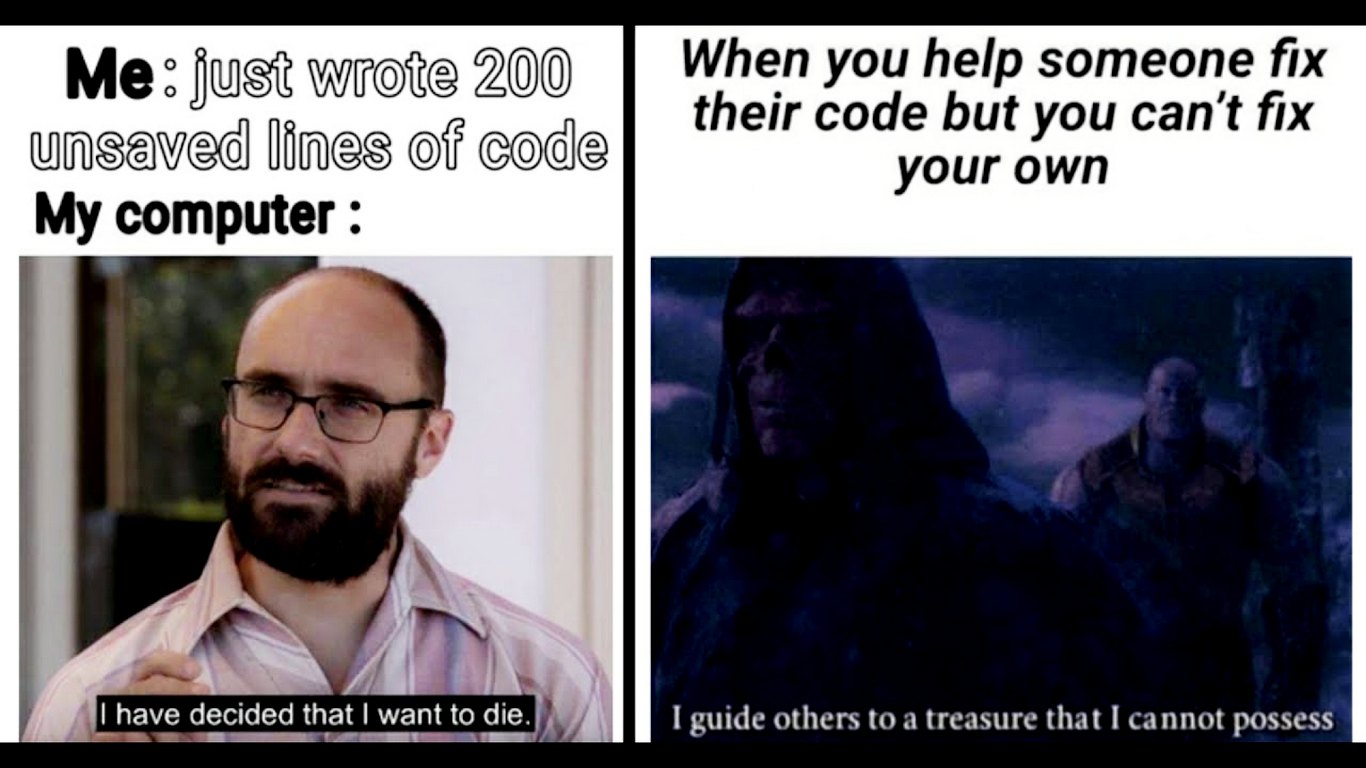 Me : just wrote 200
unsaved lines of code
My computer :
I have decided that I want to die.
When you help someone fix
their code but you can’t fix
your own
I guide others to a treasure that I cannot possess